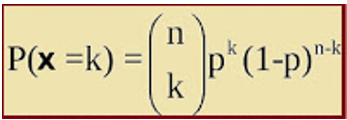 P(x =k) = (n k) p^k (1-p)^n-k